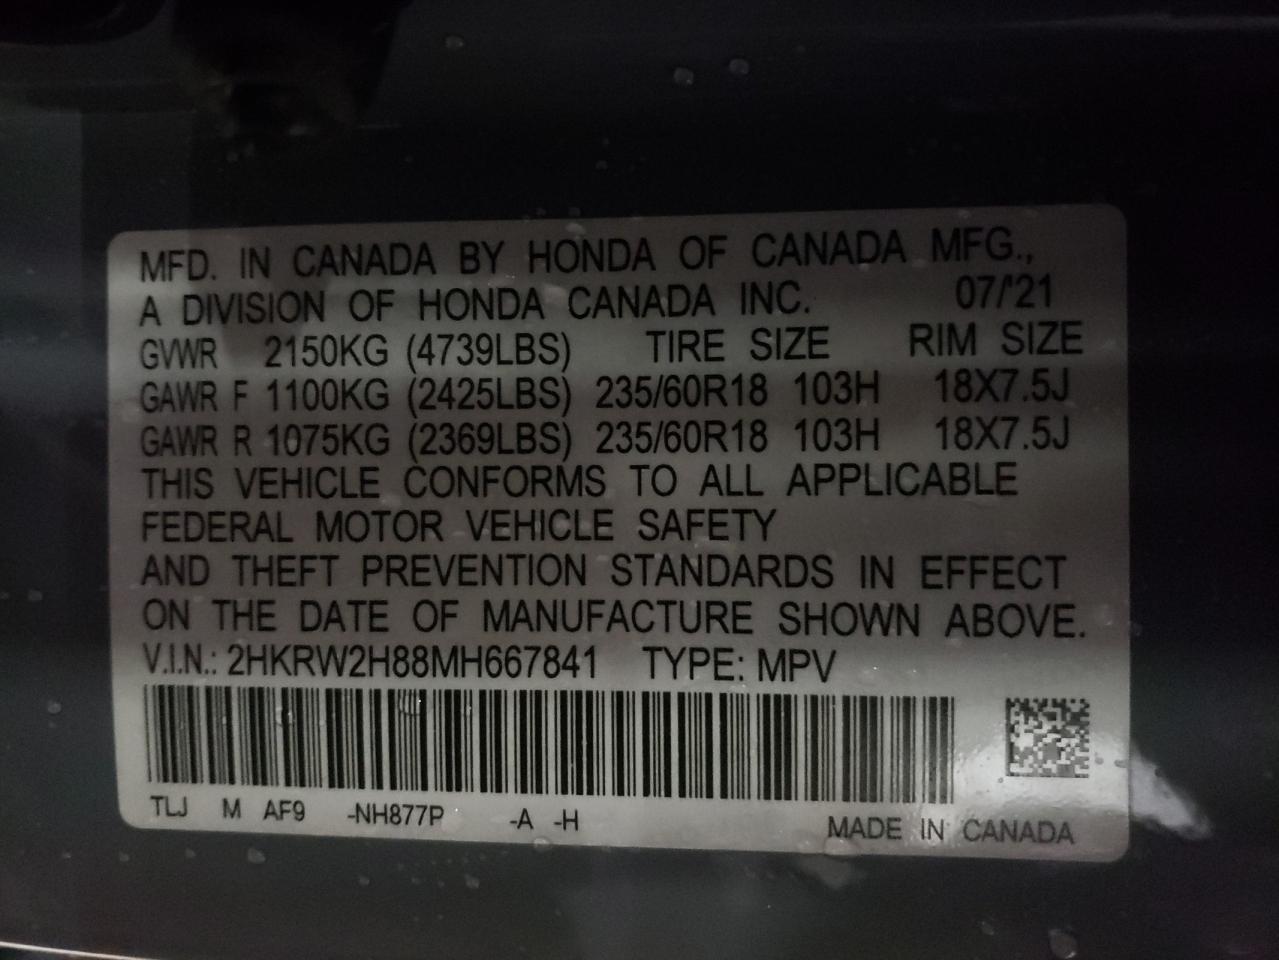 MFD. IN CANADA BY HONDA OF CANADA MFG.,
A DIVISION OF HONDA CANADA INC. 07/'21
GVWR 2150KG (4739LBS) TIRE SIZE RIM SIZE
GAWR F 1100KG (2425LBS) 235/60R18 103H 18X7.5J
GAWR R 1075KG (2369LBS) 235/60R18 103H 18X7.5J
THIS VEHICLE CONFORMS TO ALL APPLICABLE
FEDERAL MOTOR VEHICLE SAFETY
AND THEFT PREVENTION STANDARDS IN EFFECT
ON THE DATE OF MANUFACTURE SHOWN ABOVE.
V.I.N.: 2HKRW2H88MH667841 TYPE: MPV
TLJ M AF9 -NH877P -A -H MADE IN CANADA